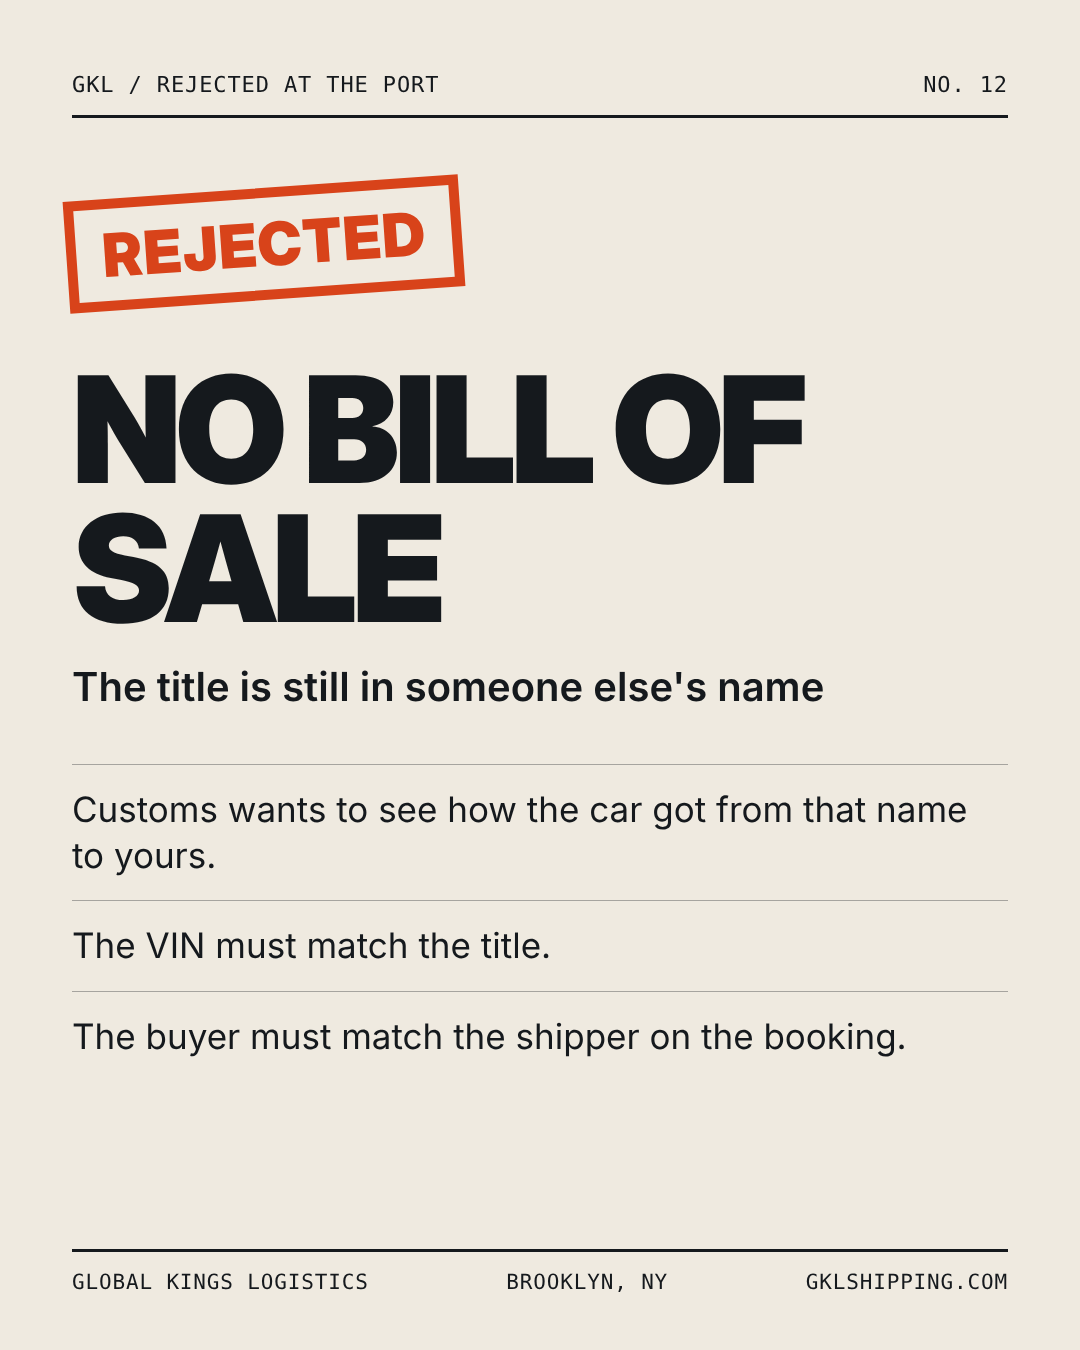 GKL / REJECTED AT THE PORT
NO. 12
REJECTED
NO BILL OF
SALE
The title is still in someone else's name
Customs wants to see how the car got from that name
to yours.
The VIN must match the title.
The buyer must match the shipper on the booking.
GLOBAL KINGS LOGISTICS
BROOKLYN, NY
GKLSHIPPING.COM